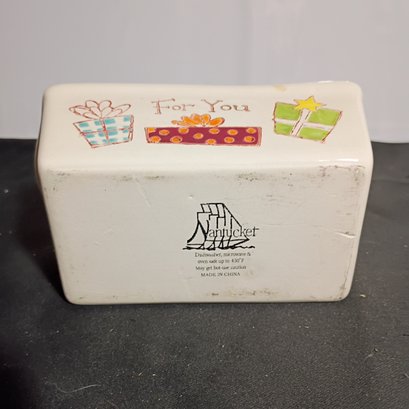 For You
Nantucket
Dishwasher, microwave &
oven safe up to 450°F
May get hot-use caution
MADE IN CHINA